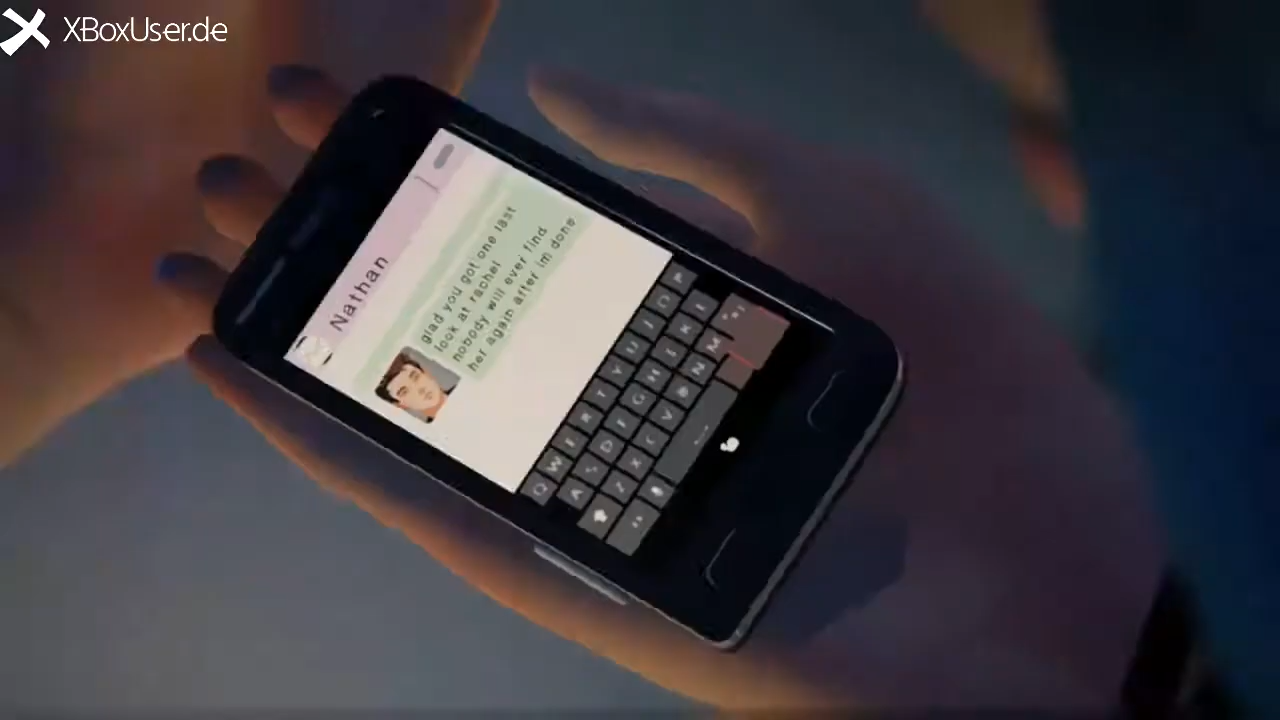 XBoxUser.de
Nathan
glad you got one last
look at rachel
nobody will ever find
her again after im done
Q W E R T Y U I O P
A S D F G H J K L
Z X C V B N M